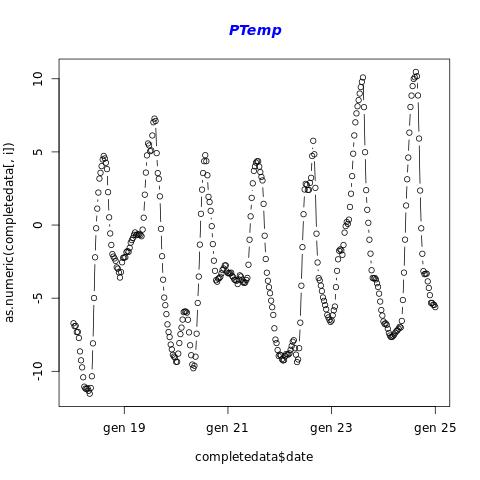 PTemp
as.numeric(completedata[, i])
10
5
0
-5
-10
gen 19
gen 21
gen 23
gen 25
completedata$date